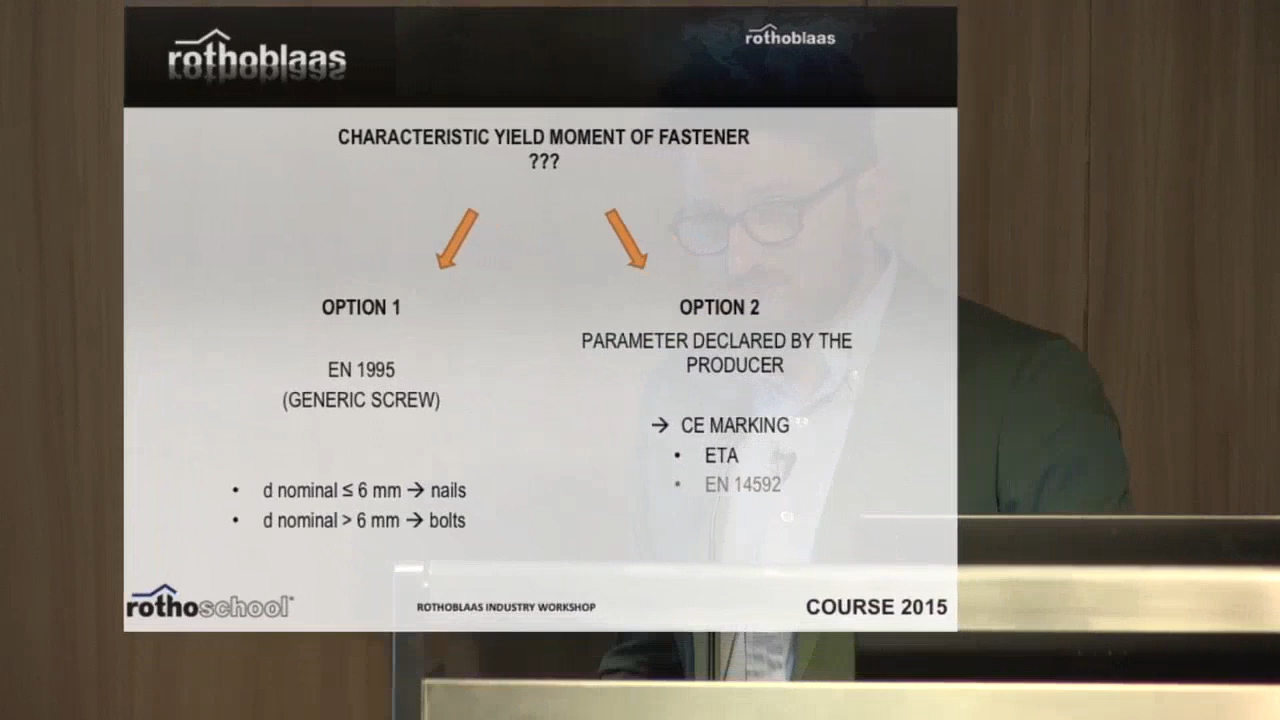 rothoblaas
rothoblaas
CHARACTERISTIC YIELD MOMENT OF FASTENER
???
OPTION 1
EN 1995
(GENERIC SCREW)
• d nominal ≤ 6 mm → nails
• d nominal > 6 mm → bolts
OPTION 2
PARAMETER DECLARED BY THE
PRODUCER
→ CE MARKING
• ETA
• EN 14592
rothoschool
ROTHOBLAAS INDUSTRY WORKSHOP
COURSE 2015